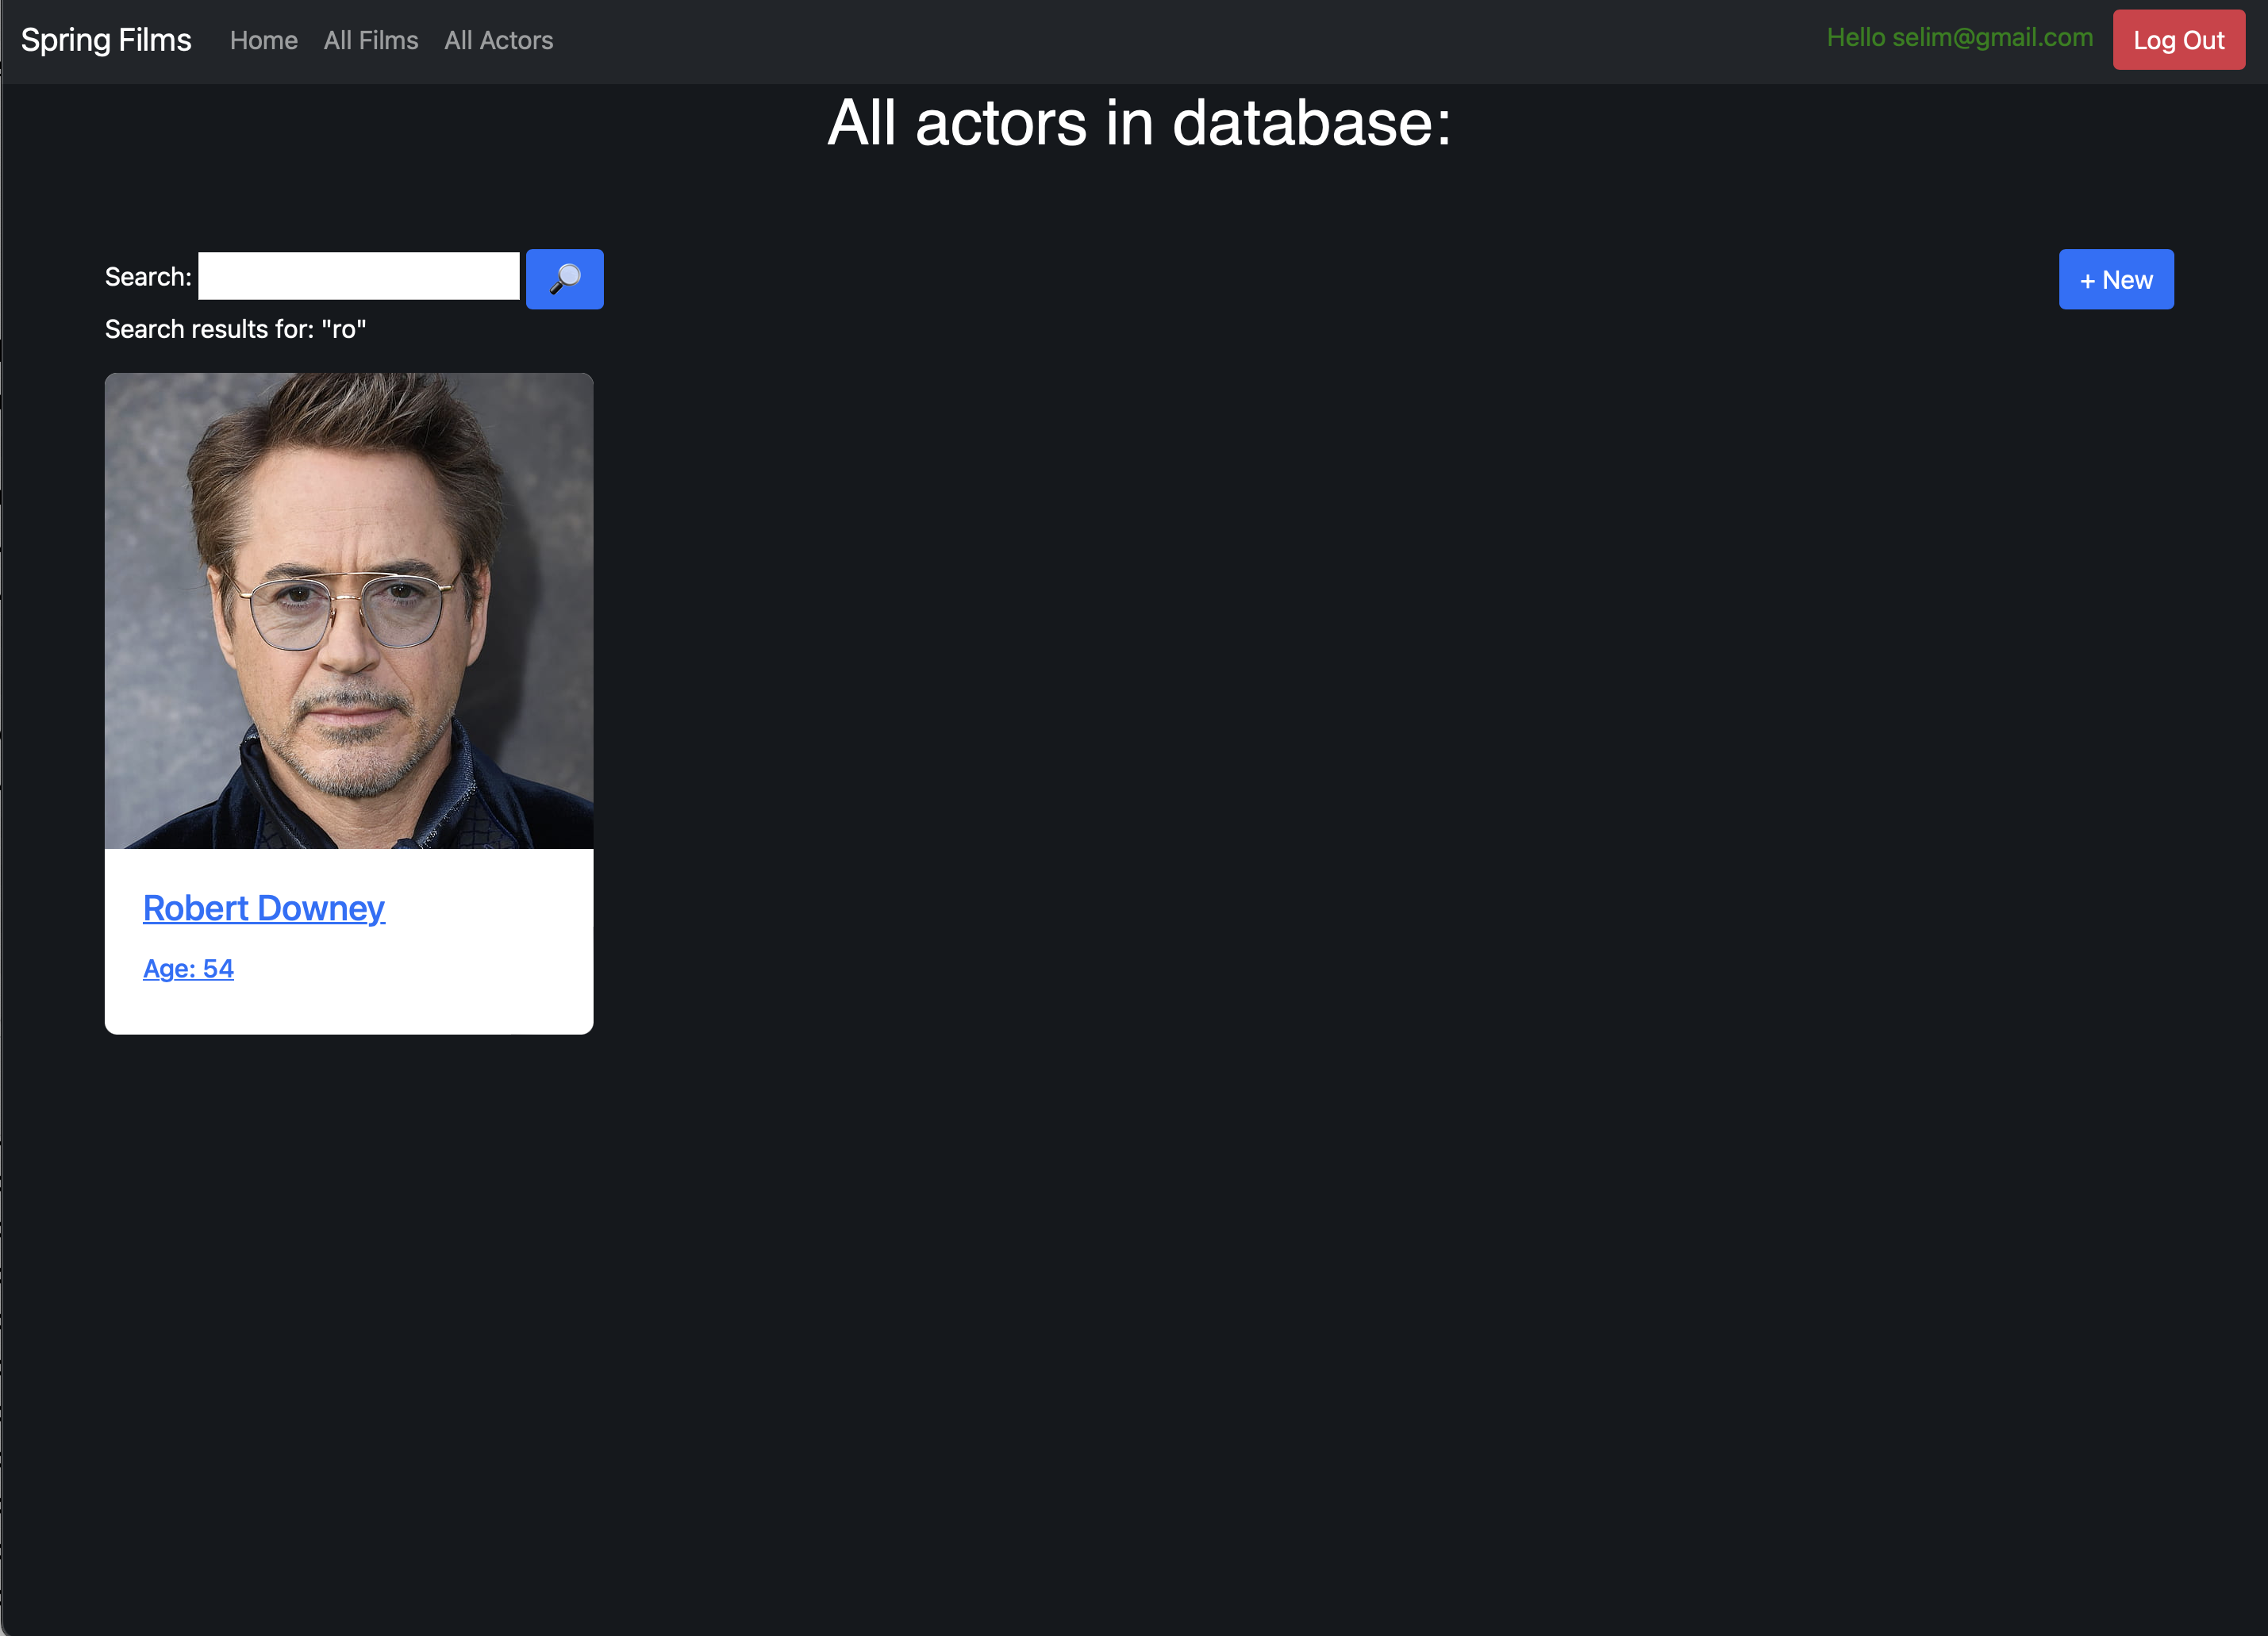 Spring Films Home All Films All Actors Hello selim@gmail.com Log Out
All actors in database:
Search: + New
Search results for: "ro"
Robert Downey
Age: 54